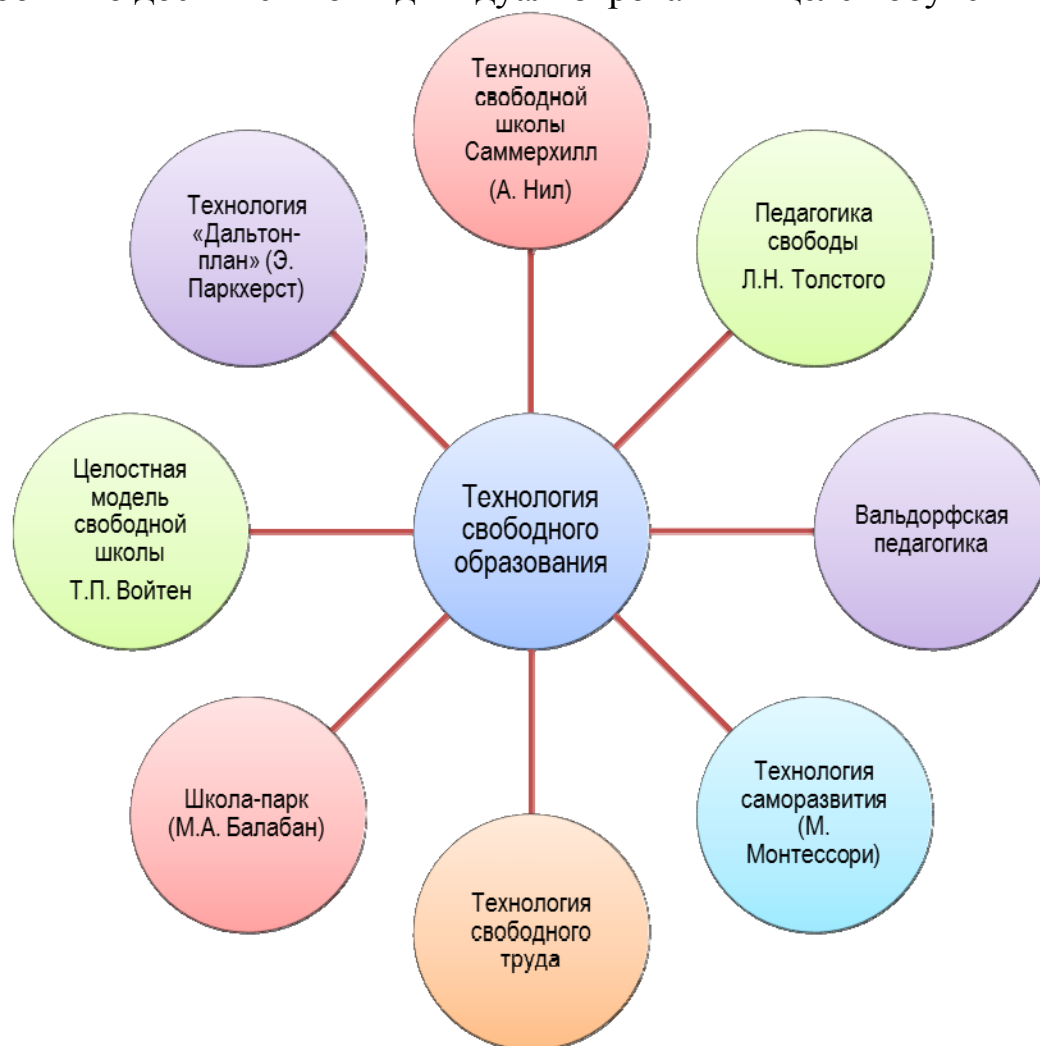 Технология
свободной
школы
Саммерхилл
(А. Нил)
Педагогика
свободы
Л.Н. Толстого
Вальдорфская
педагогика
Технология
саморазвития
(М.
Монтессори)
Технология
свободного
труда
Школа-парк
(М.А. Балабан)
Целостная
модель
свободной
школы
Т.П. Войтен
Технология
«Дальтон-
план» (Э.
Паркхерст)
Технология
свободного
образования